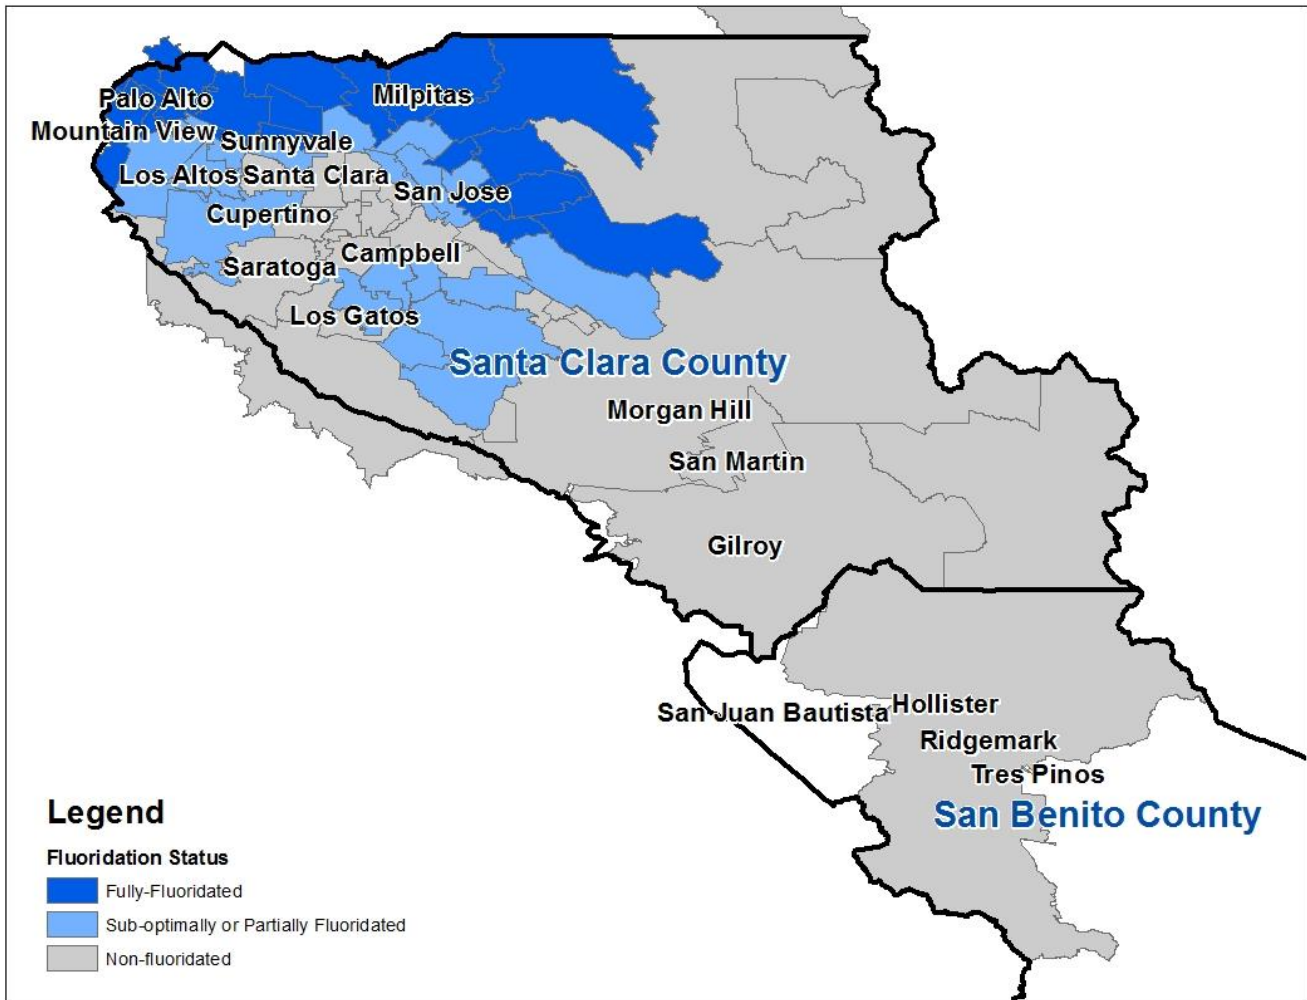 Palo Alto
Milpitas
Mountain View
Sunnyvale
Los Altos
Santa Clara
San Jose
Cupertino
Campbell
Saratoga
Los Gatos
Santa Clara County
Morgan Hill
San Martin
Gilroy
San Juan Bautista
Hollister
Ridgemark
Tres Pinos
San Benito County
Legend
Fluoridation Status
Fully-Fluoridated
Sub-optimally or Partially Fluoridated
Non-fluoridated